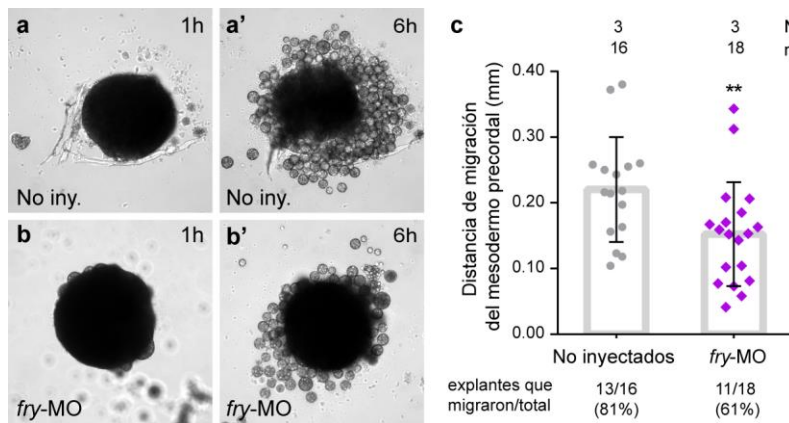 a 1h
No iny.
a' 6h
b 1h
fry-MO
b' 6h
fry-MO
c
3 3 N
16 18
**
Distancia de migración
del mesodermo precordal (mm)
0.40
0.30
0.20
0.10
0.00
No inyectados fry-MO
explantes que
migraron/total
13/16 11/18
(81%) (61%)